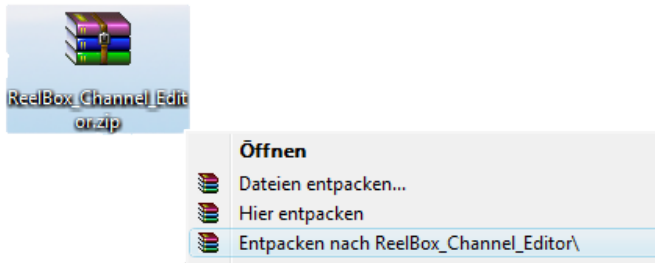 ReelBox_Channel_Edit
or.zip
Öffnen
Dateien entpacken...
Hier entpacken
Entpacken nach ReelBox_Channel_Editor\